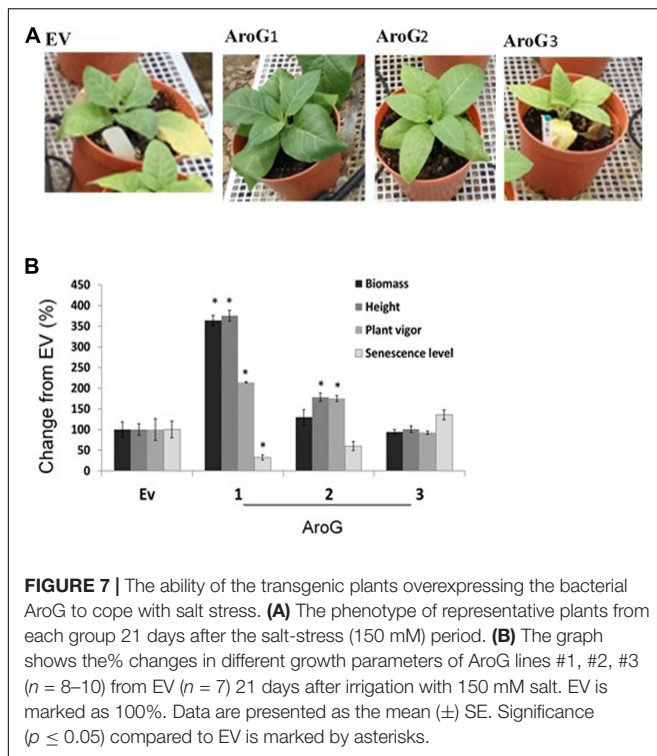 A EV AroG1 AroG2 AroG3
B
450
400
350
300
250
200
150
100
50
0
Change from EV (%)
Biomass
Height
Plant vigor
Senescence level
* * * * * *
Ev 1 2 3
AroG
FIGURE 7 | The ability of the transgenic plants overexpressing the bacterial
AroG to cope with salt stress. (A) The phenotype of representative plants from
each group 21 days after the salt-stress (150 mM) period. (B) The graph
shows the% changes in different growth parameters of AroG lines #1, #2, #3
(n = 8–10) from EV (n = 7) 21 days after irrigation with 150 mM salt. EV is
marked as 100%. Data are presented as the mean (±) SE. Significance
(p ≤ 0.05) compared to EV is marked by asterisks.